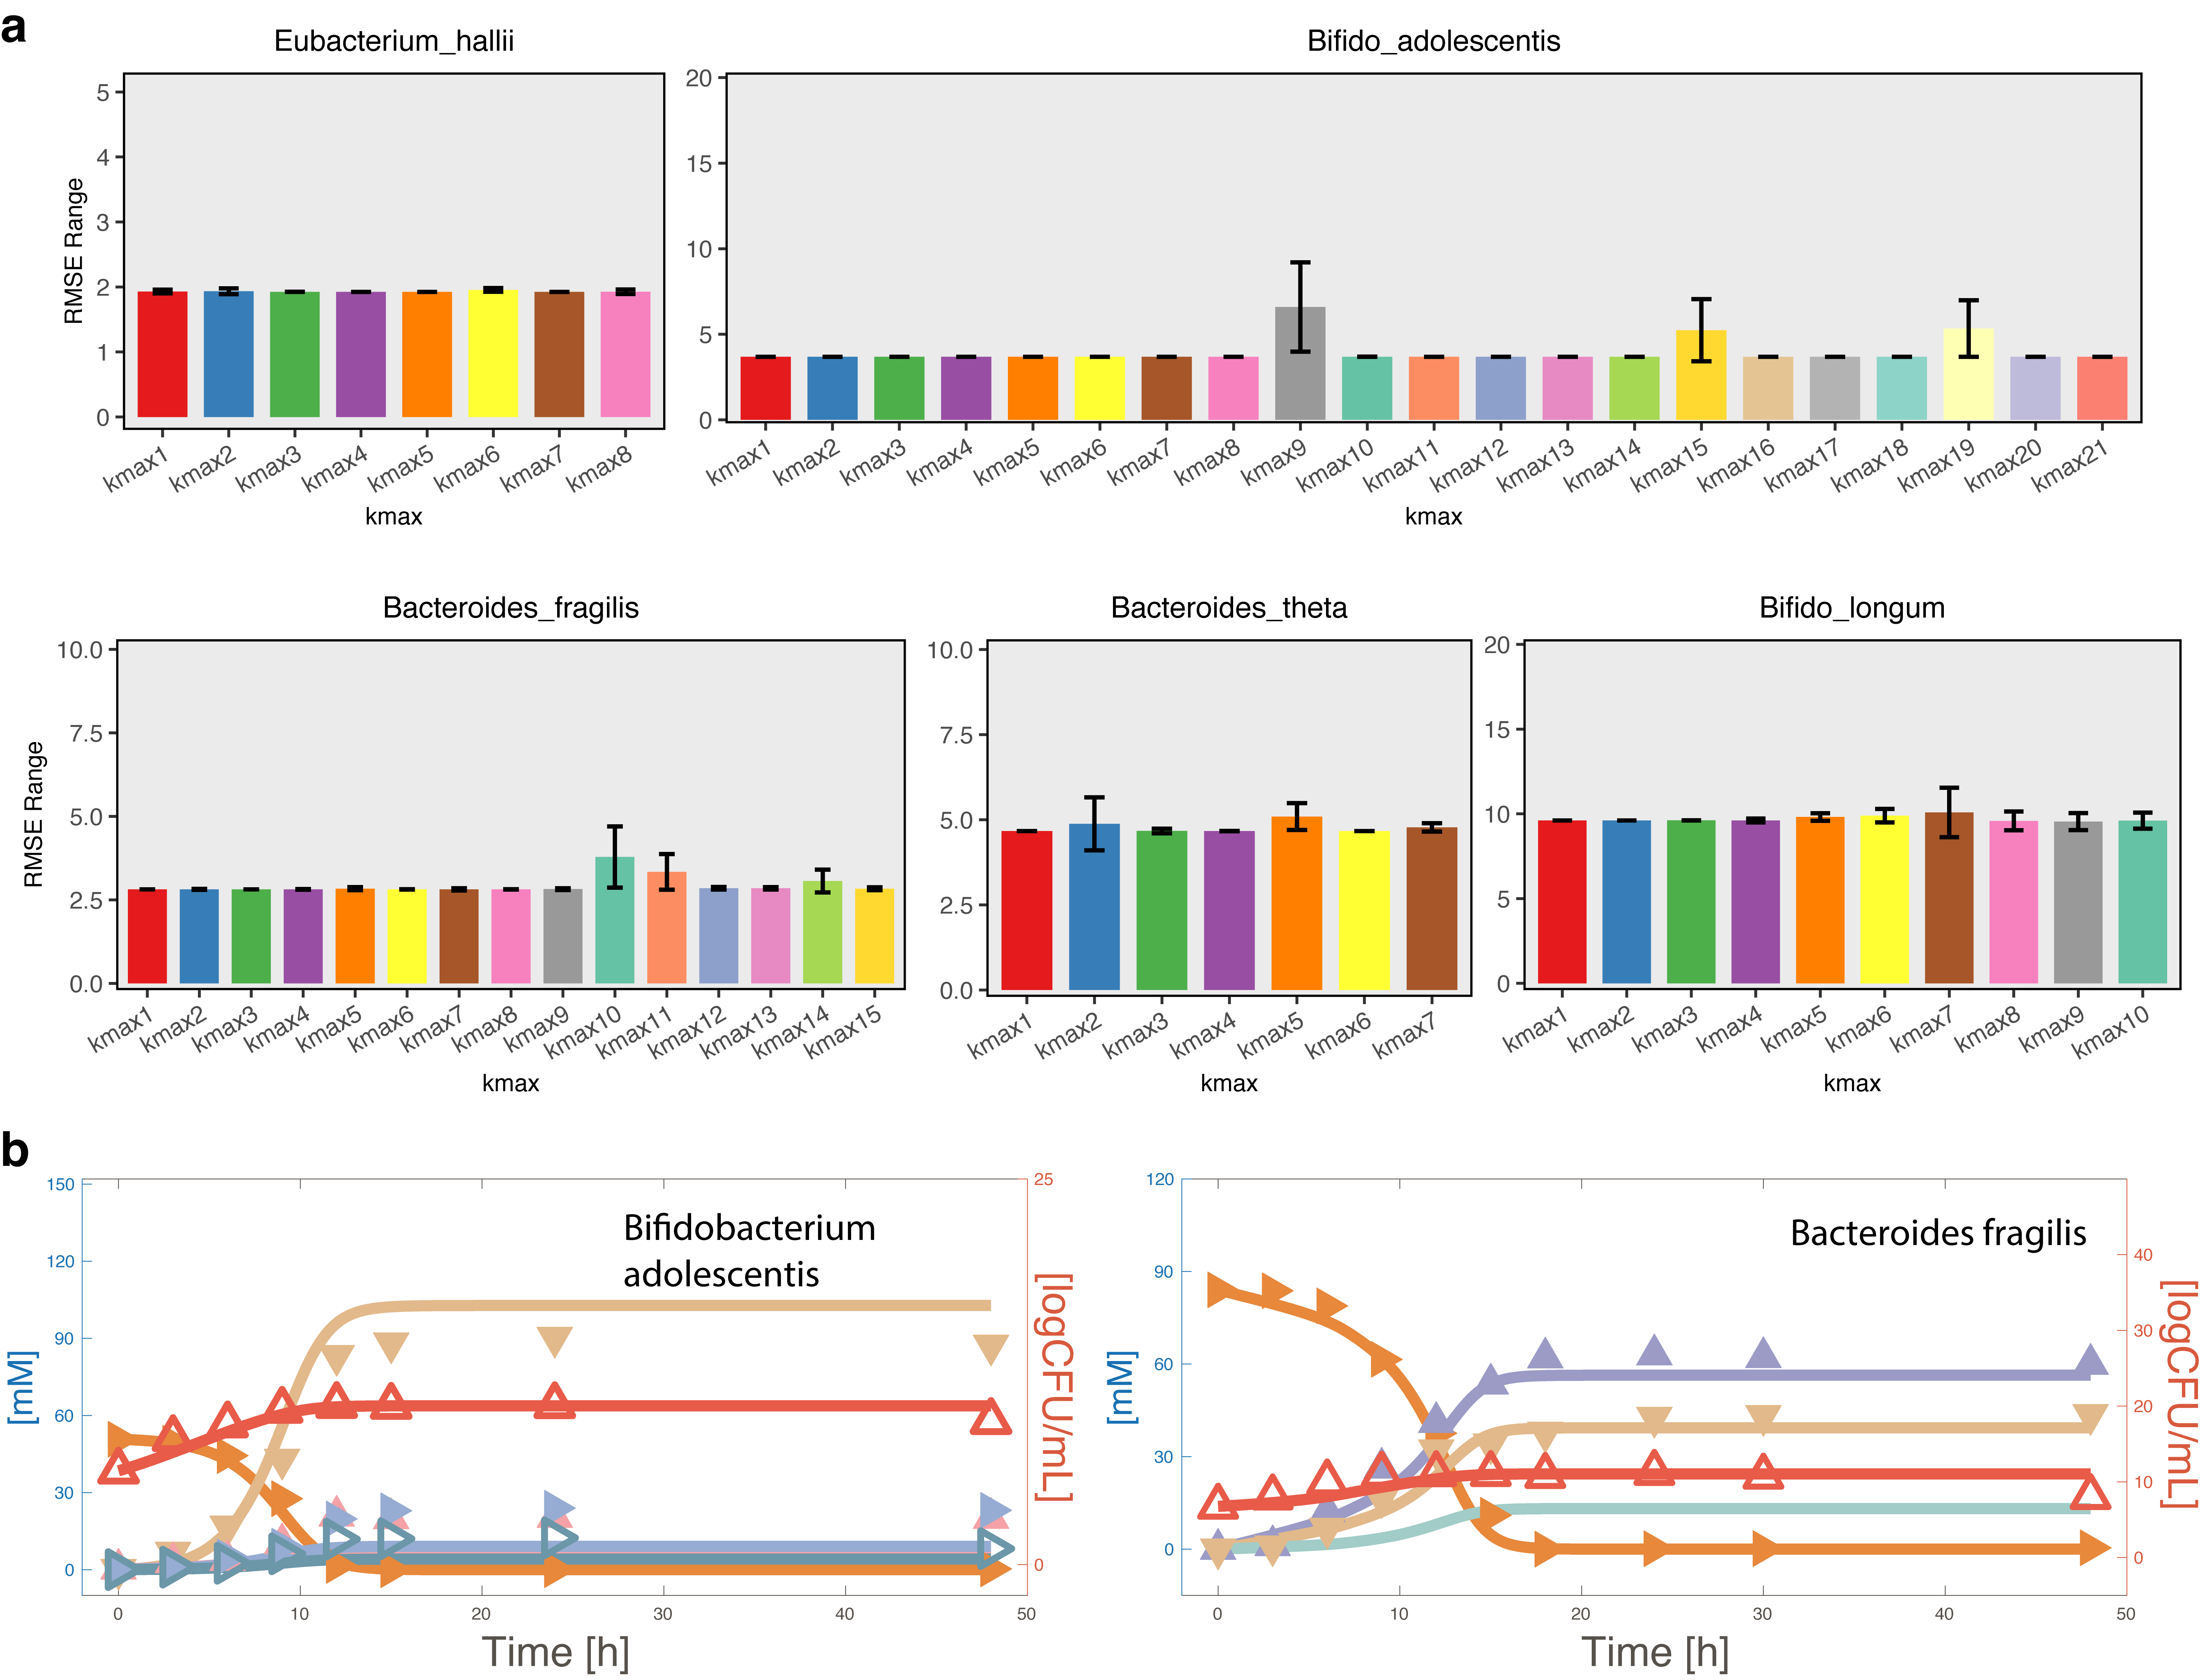 a
Eubacterium_hallii
Bifido_adolescentis
RMSE Range
5
4
3
2
1
0
kmax1 kmax2 kmax3 kmax4 kmax5 kmax6 kmax7 kmax8
kmax
20
15
10
5
0
kmax1 kmax2 kmax3 kmax4 kmax5 kmax6 kmax7 kmax8 kmax9 kmax10 kmax11 kmax12 kmax13 kmax14 kmax15 kmax16 kmax17 kmax18 kmax19 kmax20 kmax21
kmax
Bacteroides_fragilis
Bacteroides_theta
Bifido_longum
RMSE Range
10.0
7.5
5.0
2.5
0.0
kmax1 kmax2 kmax3 kmax4 kmax5 kmax6 kmax7 kmax8 kmax9 kmax10 kmax11 kmax12 kmax13 kmax14 kmax15
kmax
10.0
7.5
5.0
2.5
0.0
kmax1 kmax2 kmax3 kmax4 kmax5 kmax6 kmax7
kmax
20
15
10
5
0
kmax1 kmax2 kmax3 kmax4 kmax5 kmax6 kmax7 kmax8 kmax9 kmax10
kmax
b
[mM]
150
120
90
60
30
0
Bifidobacterium
adolescentis
25
0
[logCFU/mL]
0 10 20 30 40 50
Time [h]
[mM]
120
90
60
30
0
Bacteroides fragilis
40
30
20
10
0
[logCFU/mL]
0 10 20 30 40 50
Time [h]